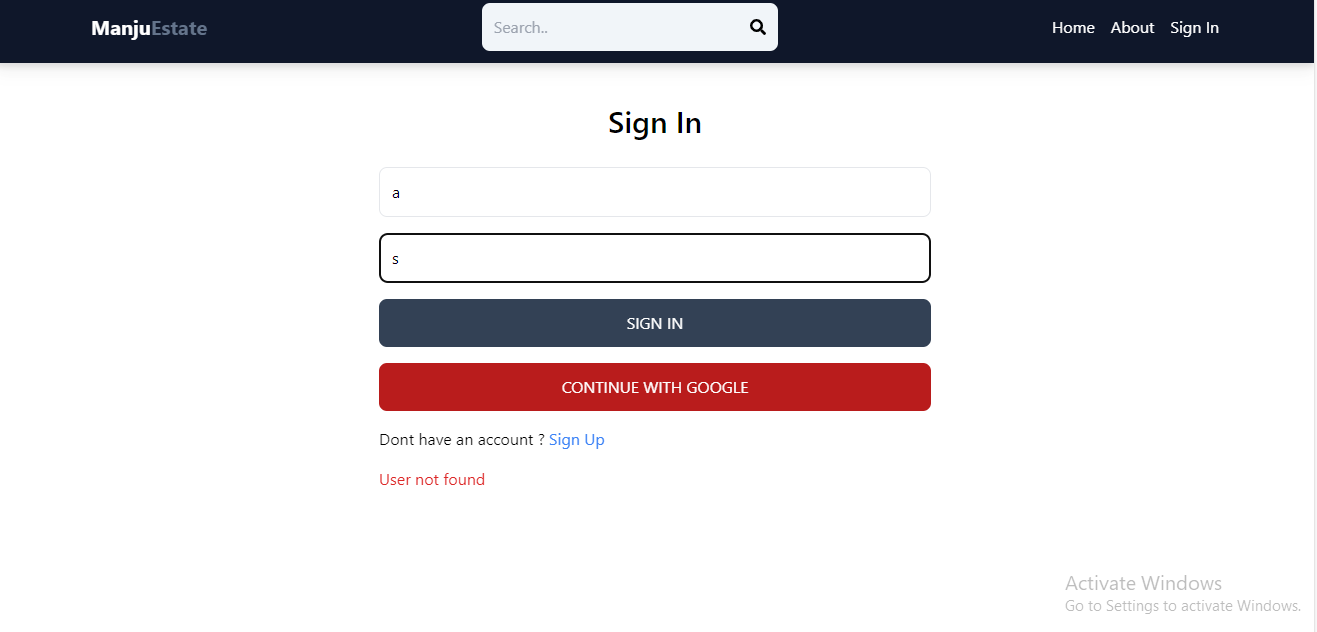 ManjuEstate
Search..
Home About Sign In
Sign In
a
s
SIGN IN
CONTINUE WITH GOOGLE
Dont have an account ? Sign Up
User not found
Activate Windows
Go to Settings to activate Windows.